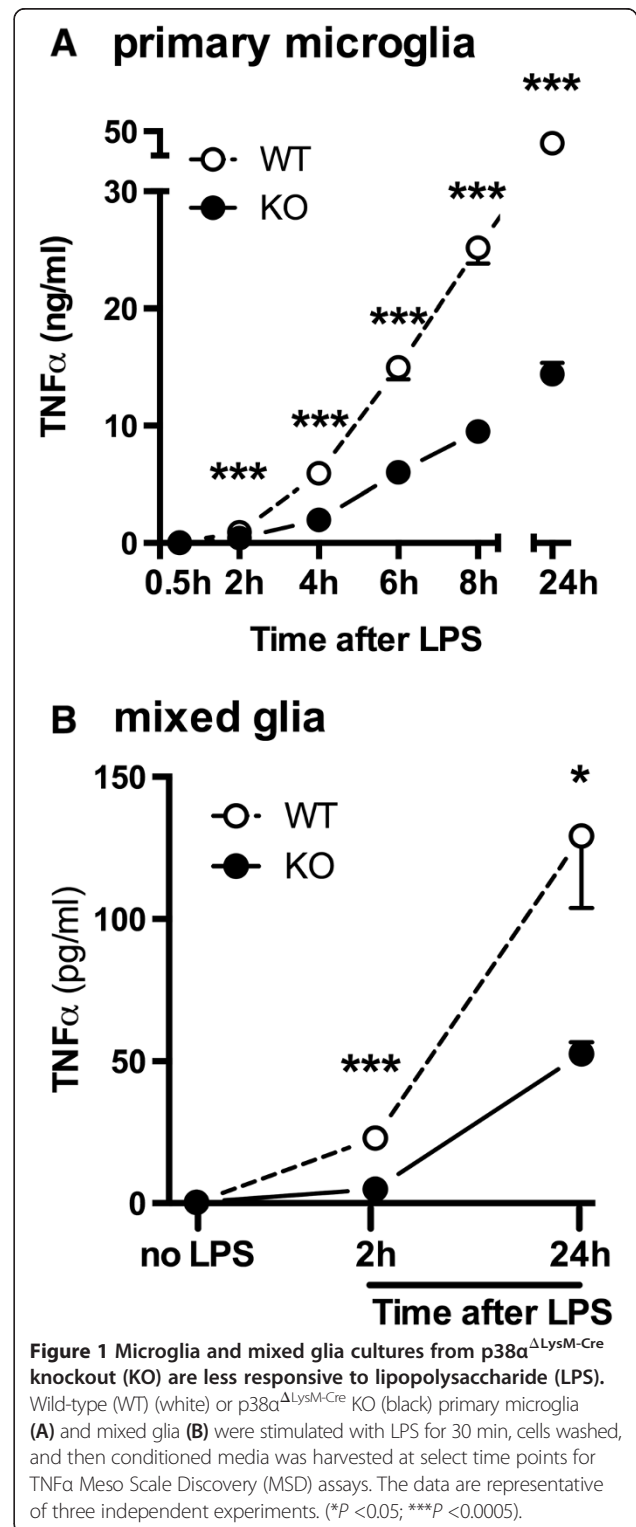 A primary microglia
***
50
WT
KO
30
***
20
***
10
***
***
0
TNFα (ng/ml)
0.5h 2h 4h 6h 8h 24h
Time after LPS
B mixed glia
150
*
WT
KO
100
50
***
0
TNFα (pg/ml)
no LPS 2h 24h
Time after LPS
Figure 1 Microglia and mixed glia cultures from p38α^ΔLysM-Cre
knockout (KO) are less responsive to lipopolysaccharide (LPS).
Wild-type (WT) (white) or p38α^ΔLysM-Cre KO (black) primary microglia
(A) and mixed glia (B) were stimulated with LPS for 30 min, cells washed,
and then conditioned media was harvested at select time points for
TNFα Meso Scale Discovery (MSD) assays. The data are representative
of three independent experiments. (*P <0.05; ***P <0.0005).